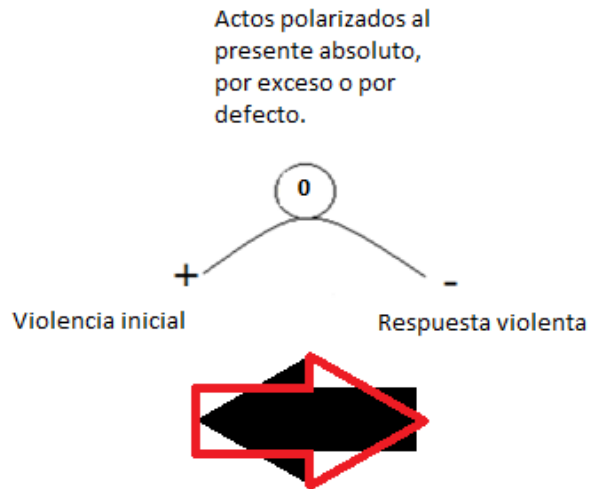 Actos polarizados al
presente absoluto,
por exceso o por
defecto.
0
+ -
Violencia inicial Respuesta violenta